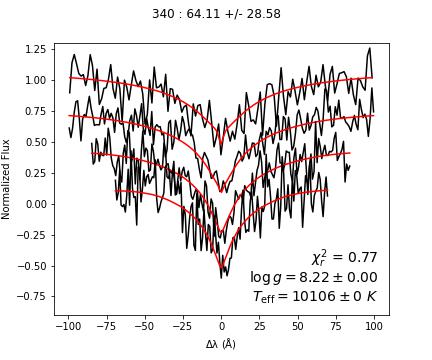 340 : 64.11 +/- 28.58
1.25
1.00
0.75
0.50
0.25
0.00
−0.25
−0.50
−0.75
Normalized Flux
χ²ᵣ = 0.77
log g = 8.22 ± 0.00
T_eff = 10106 ± 0 K
−100 −75 −50 −25 0 25 50 75 100
Δλ (Å)